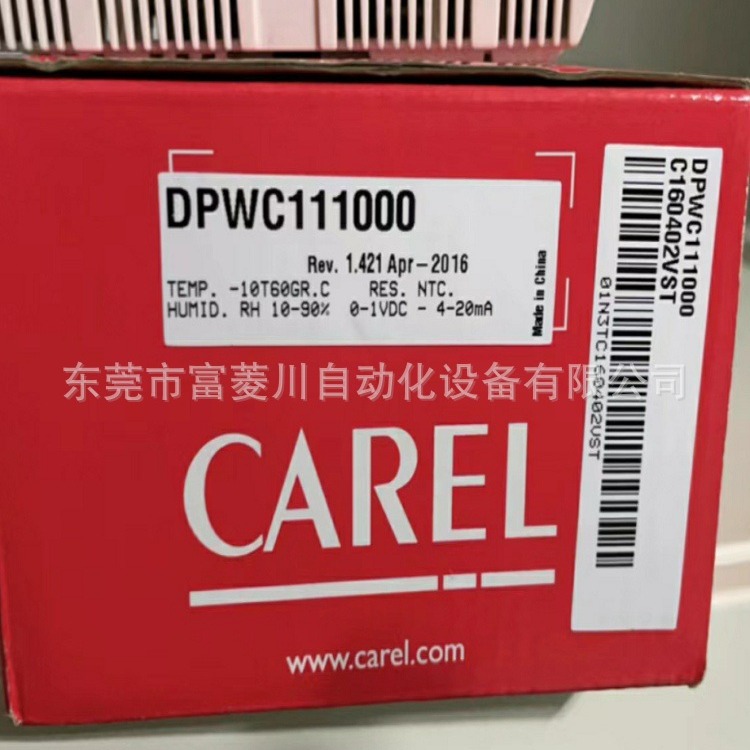 DPWC111000
Rev. 1.421 Apr-2016
TEMP. -10T60GR.C RES. NTC.
HUMID. RH 10-90% 0-1VDC - 4-20mA
Made in China
DPWC111000
C160402VST
01N3TC160402VST
东莞市富菱川自动化设备有限公司
CAREL
www.carel.com